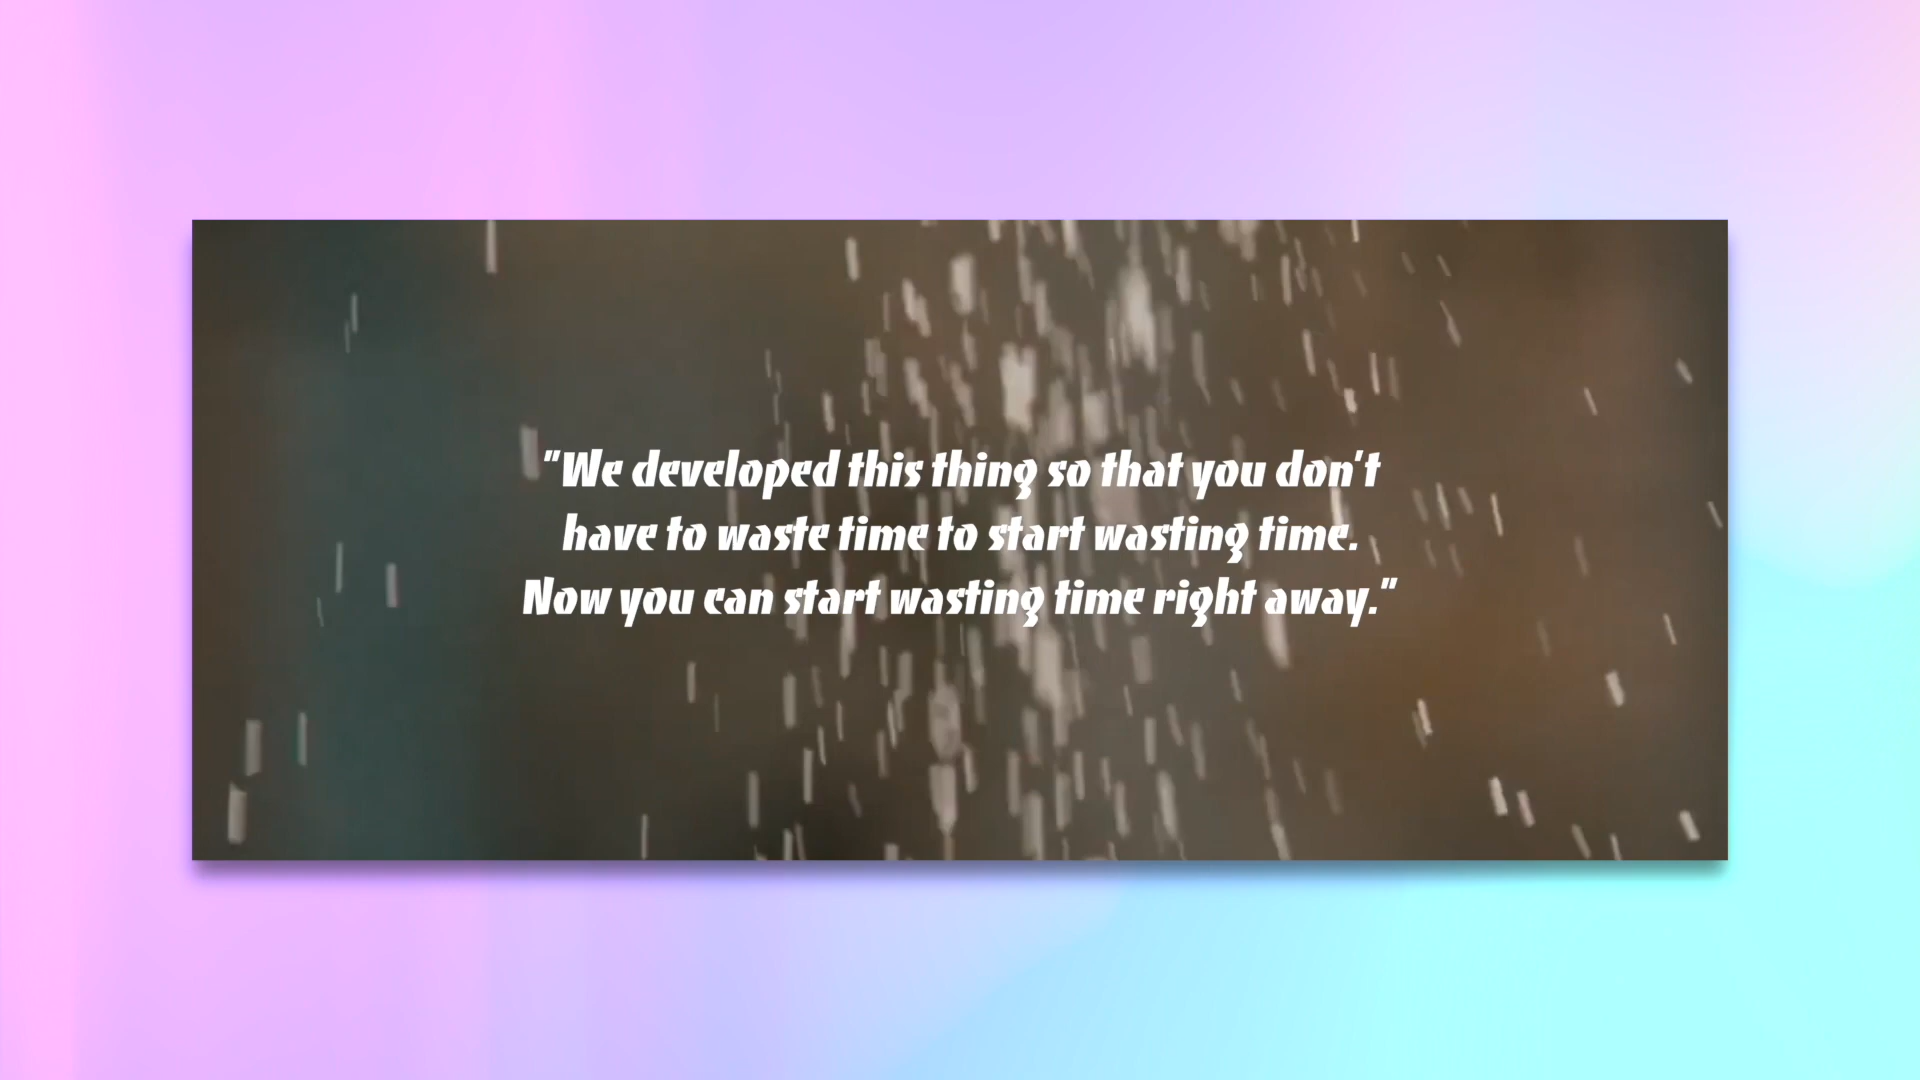 "We developed this thing so that you don't
have to waste time to start wasting time.
Now you can start wasting time right away."